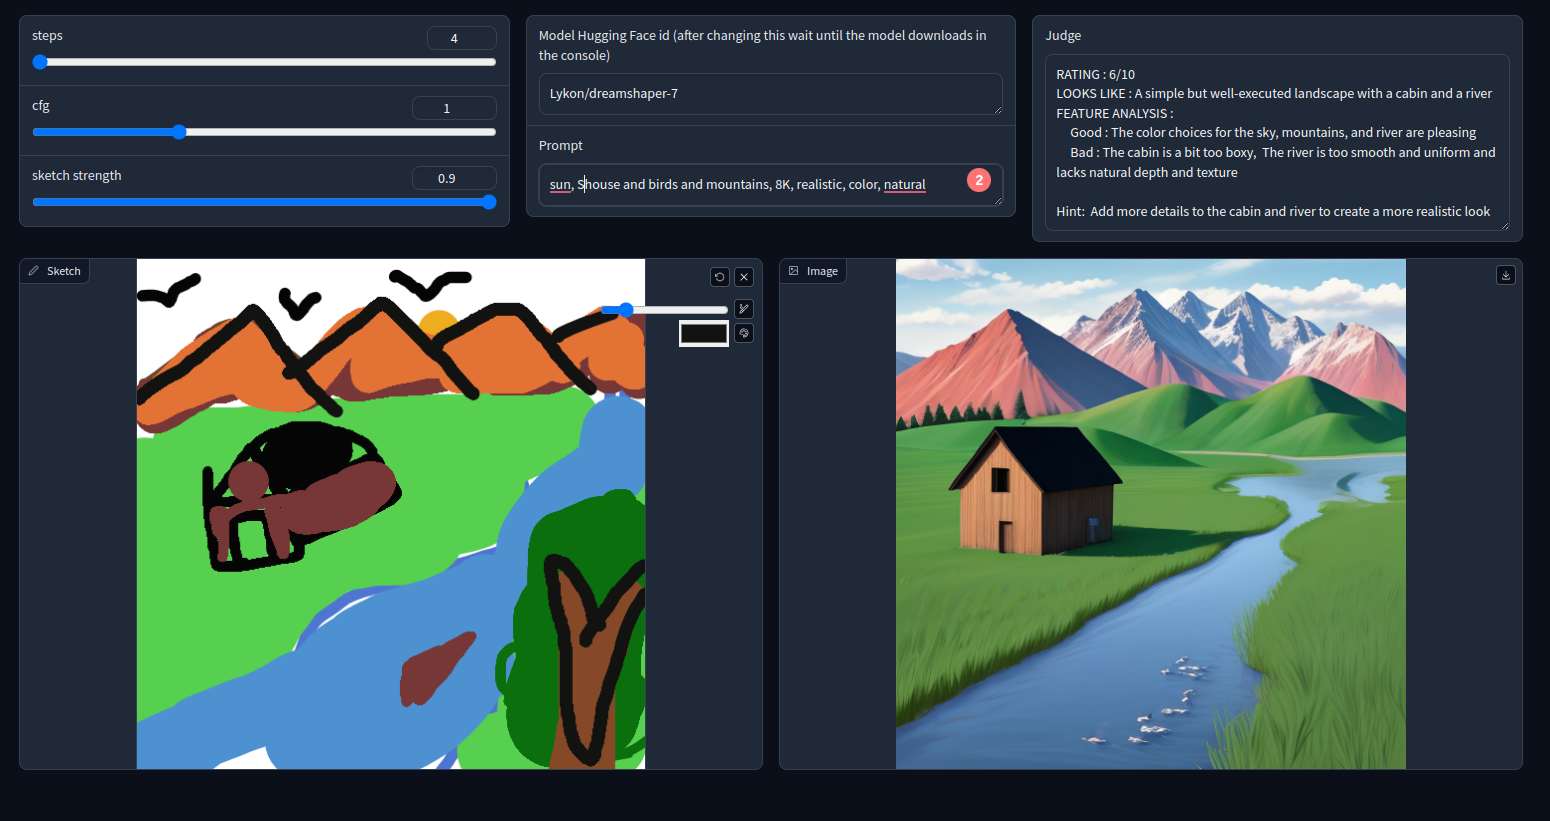 steps
4
cfg
1
sketch strength
0.9
Model Hugging Face id (after changing this wait until the model downloads in
the console)
Lykon/dreamshaper-7
Prompt
sun, Shouse and birds and mountains, 8K, realistic, color, natural
2
Judge
RATING : 6/10
LOOKS LIKE : A simple but well-executed landscape with a cabin and a river
FEATURE ANALYSIS :
Good : The color choices for the sky, mountains, and river are pleasing
Bad : The cabin is a bit too boxy,  The river is too smooth and uniform and
lacks natural depth and texture
Hint:  Add more details to the cabin and river to create a more realistic look
Sketch
Image